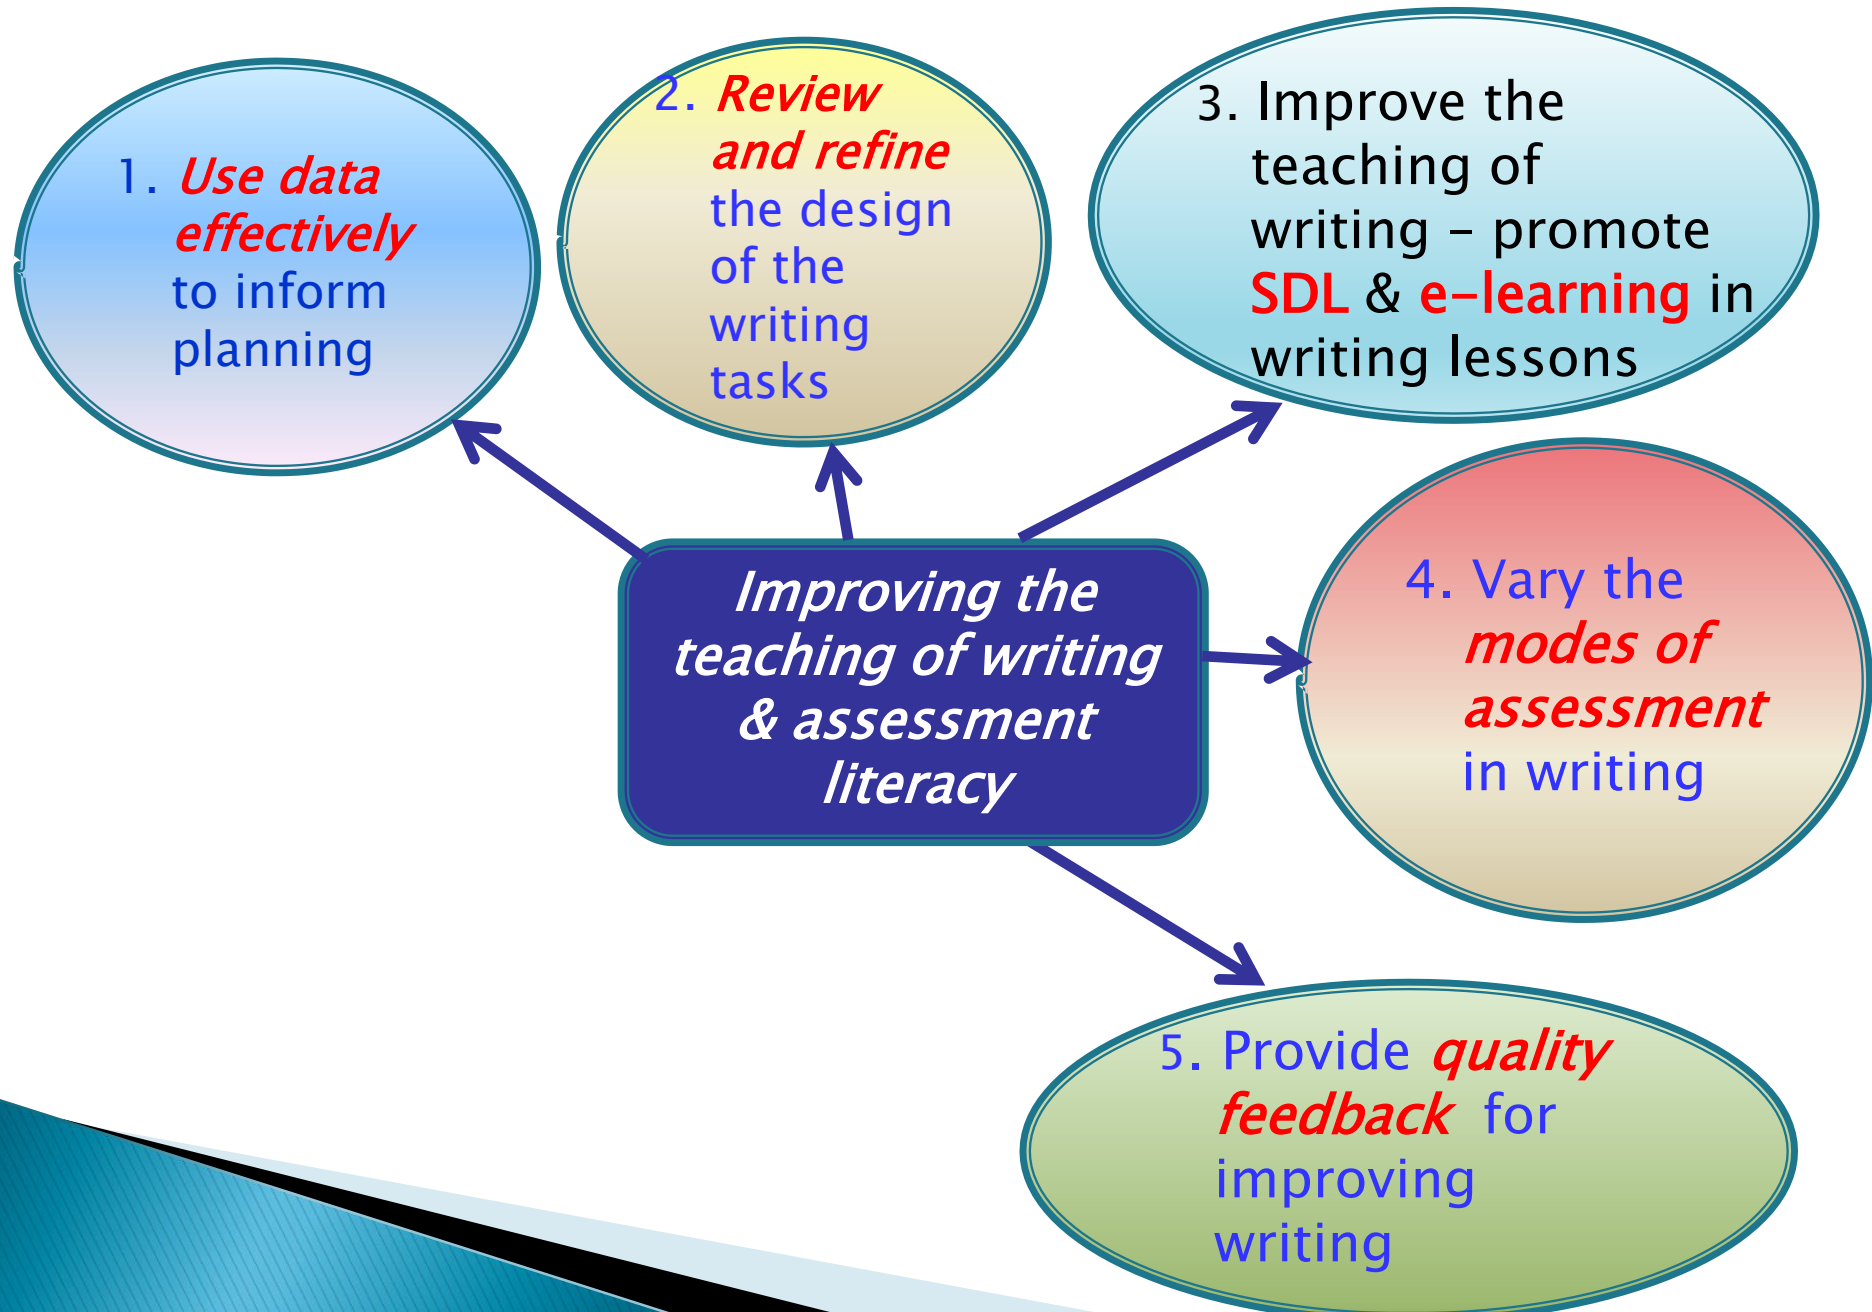 1. Use data
effectively
to inform
planning
2. Review
and refine
the design
of the
writing
tasks
3. Improve the
teaching of
writing – promote
SDL & e-learning in
writing lessons
Improving the
teaching of writing
& assessment
literacy
4. Vary the
modes of
assessment
in writing
5. Provide quality
feedback for
improving
writing